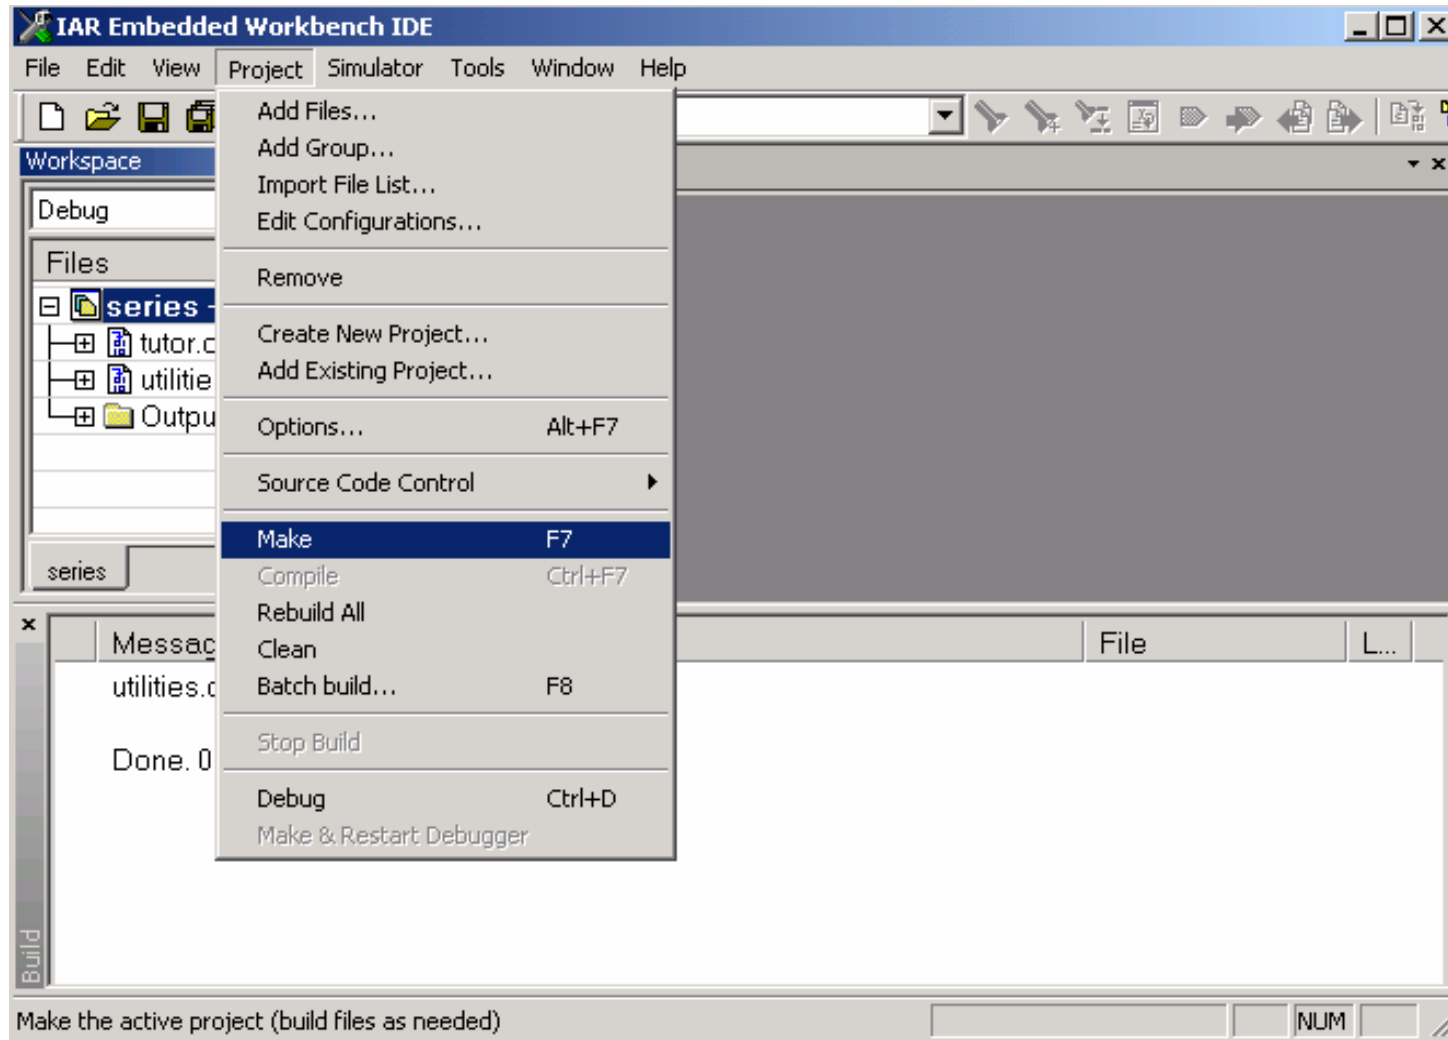 IAR Embedded Workbench IDE
File Edit View Project Simulator Tools Window Help
Add Files...
Add Group...
Import File List...
Edit Configurations...
Remove
Create New Project...
Add Existing Project...
Options... Alt+F7
Source Code Control
Make F7
Compile Ctrl+F7
Rebuild All
Clean
Batch build... F8
Stop Build
Debug Ctrl+D
Make & Restart Debugger
Workspace
Debug
Files
series -
tutor.c
utilitie
Outpu
series
Messag File L...
utilities.c
Done. 0
Build
Make the active project (build files as needed) NUM